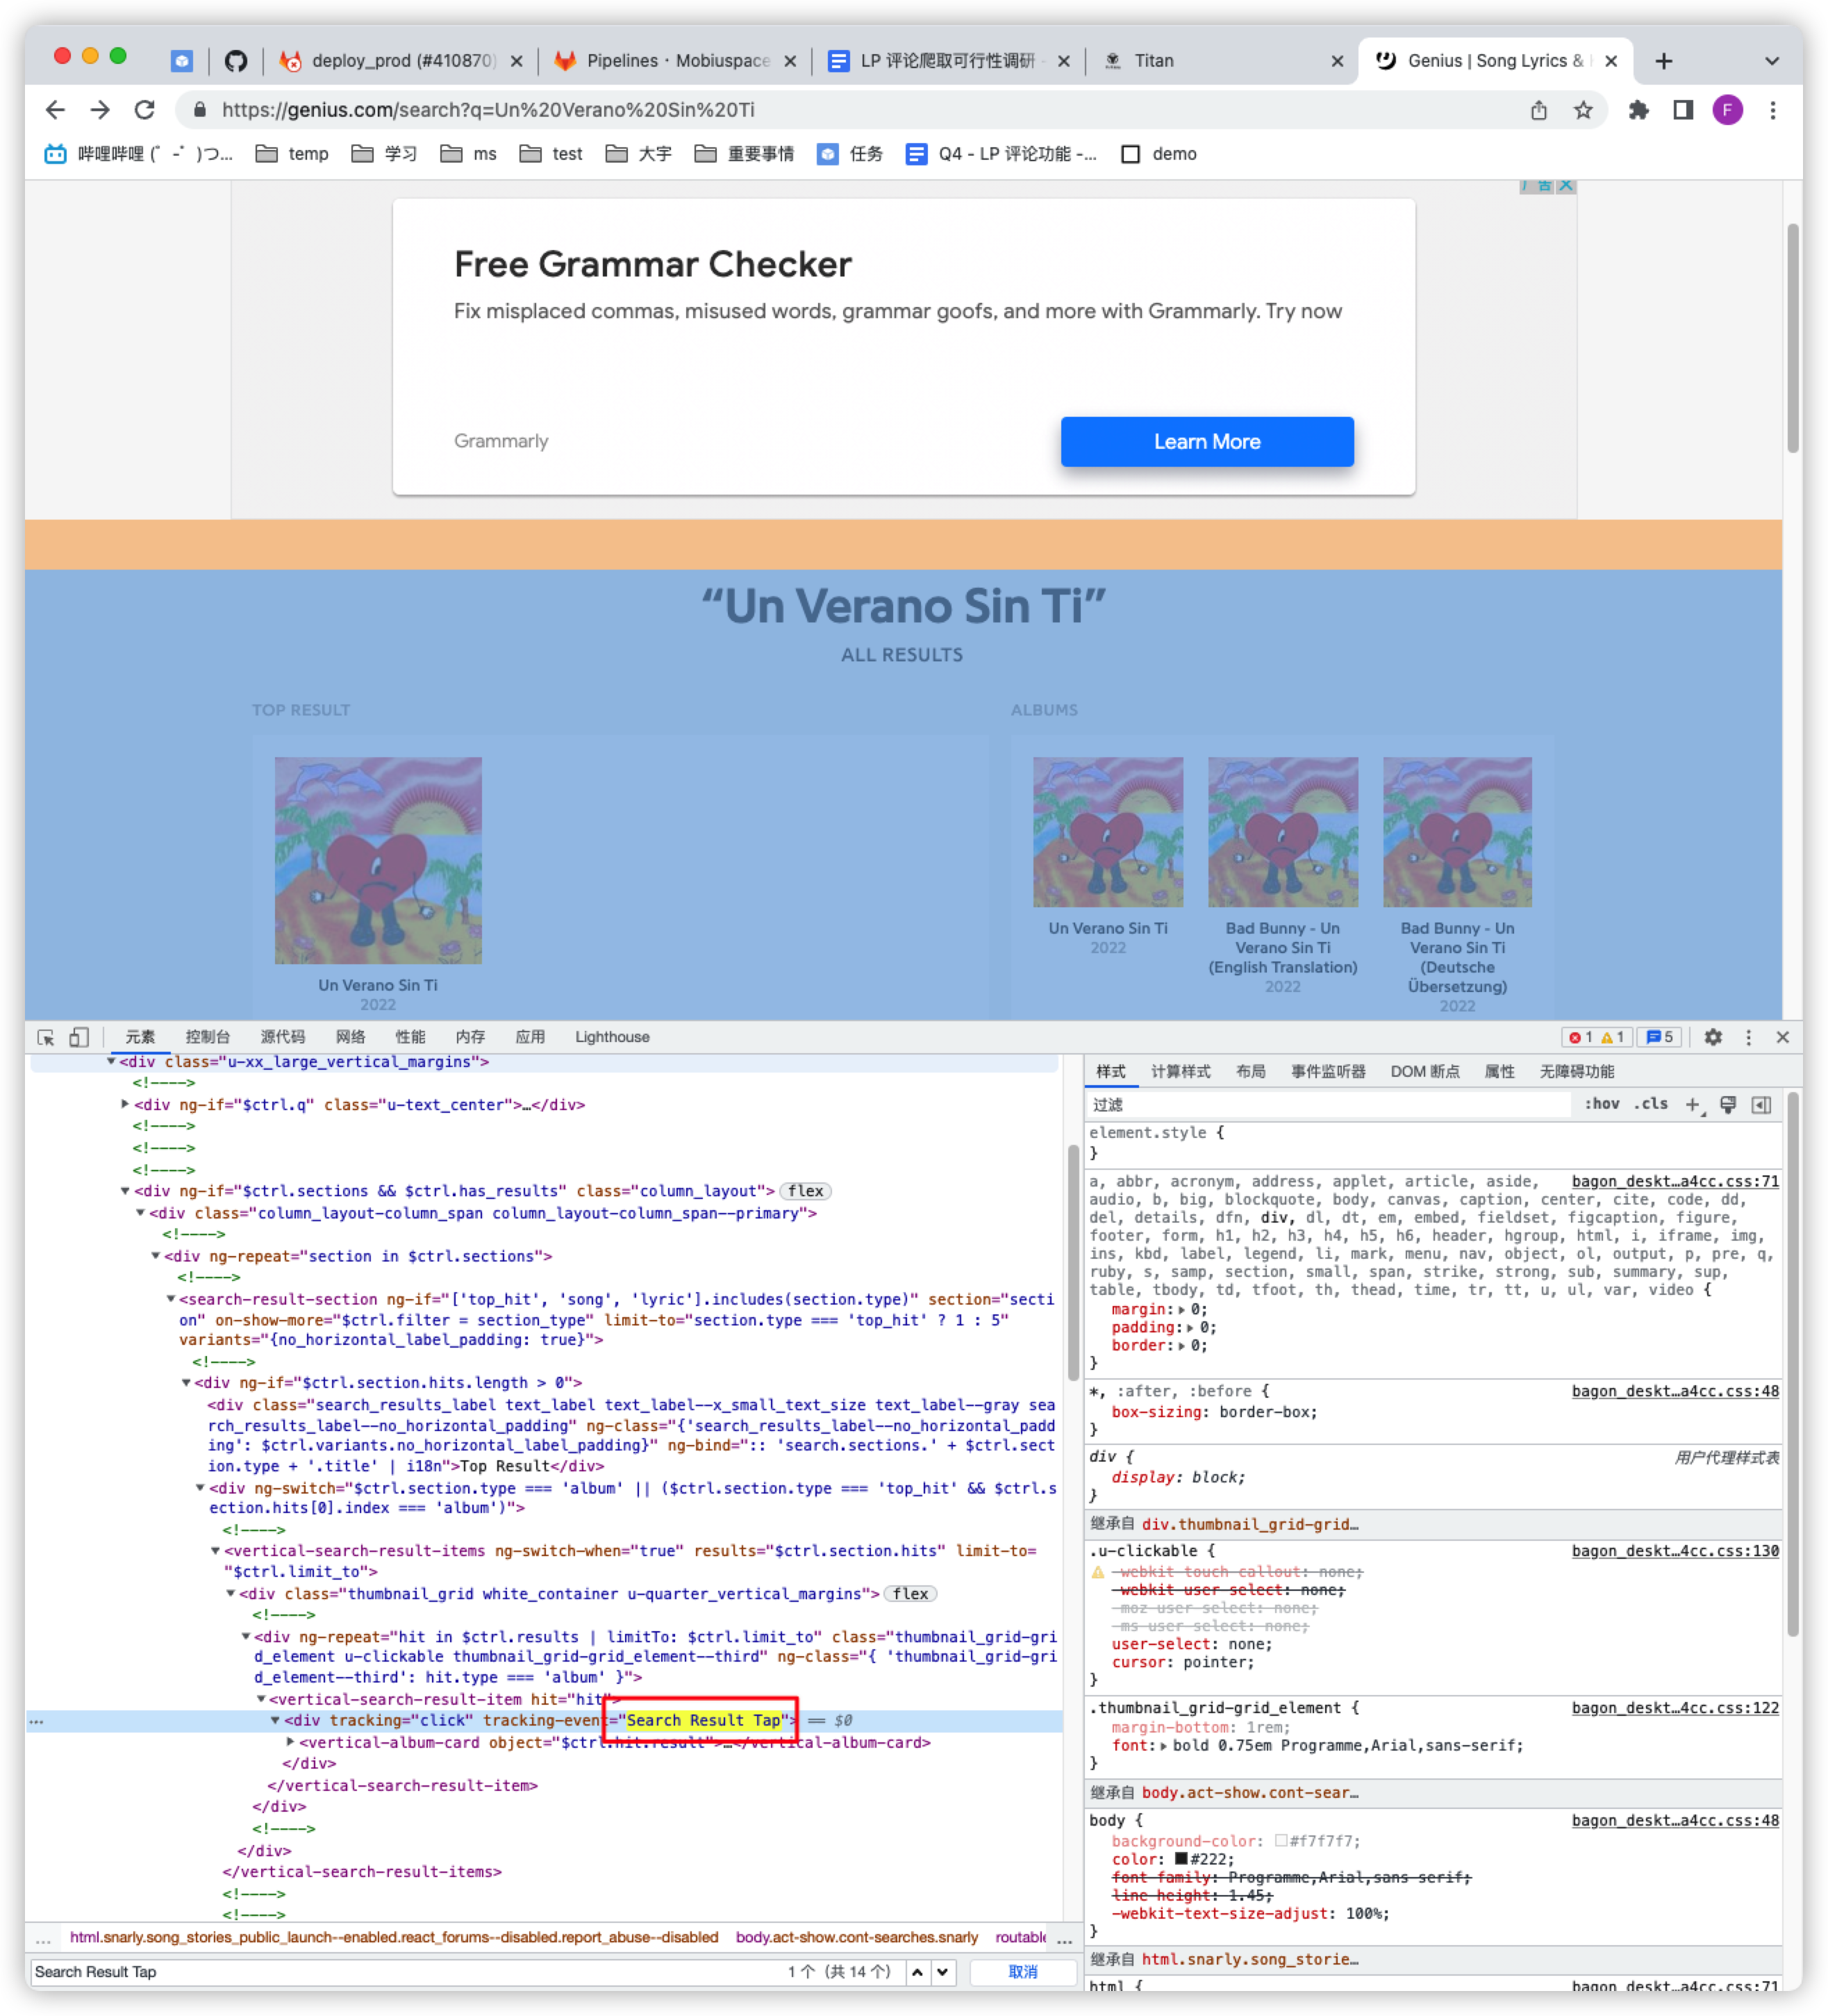 deploy_prod (#410870)
Pipelines · Mobiuspace
LP 评论爬取可行性调研 -
Titan
Genius | Song Lyrics &
https://genius.com/search?q=Un%20Verano%20Sin%20Ti
F
哔哩哔哩 (゜-゜)つ...
temp
学习
ms
test
大宇
重要事情
任务
Q4 - LP 评论功能 -...
demo
广告
Free Grammar Checker
Fix misplaced commas, misused words, grammar goofs, and more with Grammarly. Try now
Grammarly
Learn More
“Un Verano Sin Ti”
ALL RESULTS
TOP RESULT
ALBUMS
Un Verano Sin Ti
2022
Un Verano Sin Ti
2022
Bad Bunny - Un
Verano Sin Ti
(English Translation)
2022
Bad Bunny - Un
Verano Sin Ti
(Deutsche
Übersetzung)
2022
元素 控制台 源代码 网络 性能 内存 应用 Lighthouse
1 1 5
<div class="u-xx_large_vertical_margins">
<!---->
<div ng-if="$ctrl.q" class="u-text_center">…</div>
<!---->
<!---->
<!---->
<div ng-if="$ctrl.sections && $ctrl.has_results" class="column_layout"> flex
<div class="column_layout-column_span column_layout-column_span--primary">
<!---->
<div ng-repeat="section in $ctrl.sections">
<!---->
<search-result-section ng-if="['top_hit', 'song', 'lyric'].includes(section.type)" section="secti
on" on-show-more="$ctrl.filter = section_type" limit-to="section.type === 'top_hit' ? 1 : 5"
variants="{no_horizontal_label_padding: true}">
<!---->
<div ng-if="$ctrl.section.hits.length > 0">
<div class="search_results_label text_label text_label--x_small_text_size text_label--gray sea
rch_results_label--no_horizontal_padding" ng-class="{'search_results_label--no_horizontal_padd
ing': $ctrl.variants.no_horizontal_label_padding}" ng-bind=":: 'search.sections.' + $ctrl.sect
ion.type + '.title' | i18n">Top Result</div>
<div ng-switch="$ctrl.section.type === 'album' || ($ctrl.section.type === 'top_hit' && $ctrl.s
ection.hits[0].index === 'album')">
<!---->
<vertical-search-result-items ng-switch-when="true" results="$ctrl.section.hits" limit-to=
"$ctrl.limit_to">
<div class="thumbnail_grid white_container u-quarter_vertical_margins"> flex
<!---->
<div ng-repeat="hit in $ctrl.results | limitTo: $ctrl.limit_to" class="thumbnail_grid-gri
d_element u-clickable thumbnail_grid-grid_element--third" ng-class="{ 'thumbnail_grid-gri
d_element--third': hit.type === 'album' }">
<vertical-search-result-item hit="hit">
... <div tracking="click" tracking-event="Search Result Tap"> == $0
<vertical-album-card object="$ctrl.hit.result">…</vertical-album-card>
</div>
</vertical-search-result-item>
</div>
<!---->
</div>
</vertical-search-result-items>
<!---->
<!---->
... html.snarly.song_stories_public_launch--enabled.react_forums--disabled.report_abuse--disabled body.act-show.cont-searches.snarly routable ...
Search Result Tap 1 个（共 14 个） 取消
样式 计算样式 布局 事件监听器 DOM 断点 属性 无障碍功能
过滤 :hov .cls
element.style {
}
a, abbr, acronym, address, applet, article, aside, bagon_deskt…a4cc.css:71
audio, b, big, blockquote, body, canvas, caption, center, cite, code, dd,
del, details, dfn, div, dl, dt, em, embed, fieldset, figcaption, figure,
footer, form, h1, h2, h3, h4, h5, h6, header, hgroup, html, i, iframe, img,
ins, kbd, label, legend, li, mark, menu, nav, object, ol, output, p, pre, q,
ruby, s, samp, section, small, span, strike, strong, sub, summary, sup,
table, tbody, td, tfoot, th, thead, time, tr, tt, u, ul, var, video {
margin: 0;
padding: 0;
border: 0;
}
*, :after, :before { bagon_deskt…a4cc.css:48
box-sizing: border-box;
}
div { 用户代理样式表
display: block;
}
继承自 div.thumbnail_grid-grid…
.u-clickable { bagon_deskt…4cc.css:130
-webkit-touch-callout: none;
-webkit-user-select: none;
-moz-user-select: none;
-ms-user-select: none;
user-select: none;
cursor: pointer;
}
.thumbnail_grid-grid_element { bagon_deskt…4cc.css:122
margin-bottom: 1rem;
font: bold 0.75em Programme,Arial,sans-serif;
}
继承自 body.act-show.cont-sear…
body { bagon_deskt…a4cc.css:48
background-color: #f7f7f7;
color: #222;
font-family: Programme,Arial,sans-serif;
line-height: 1.45;
-webkit-text-size-adjust: 100%;
}
继承自 html.snarly.song_storie…
html { bagon_deskt…a4cc.css:71